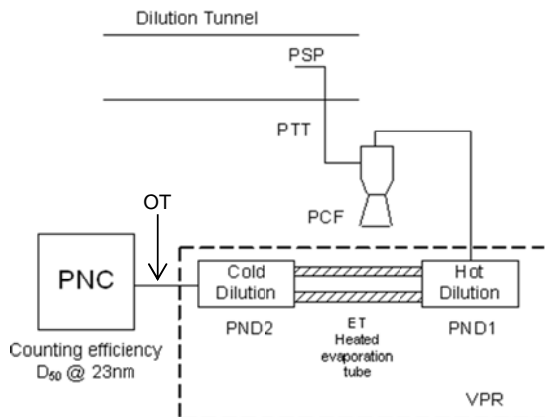 Dilution Tunnel
PSP
PTT
PCF
OT
PNC
Cold
Dilution
Hot
Dilution
PND2
ET
Heated
evaporation
tube
PND1
Counting efficiency
D₅₀ @ 23nm
VPR